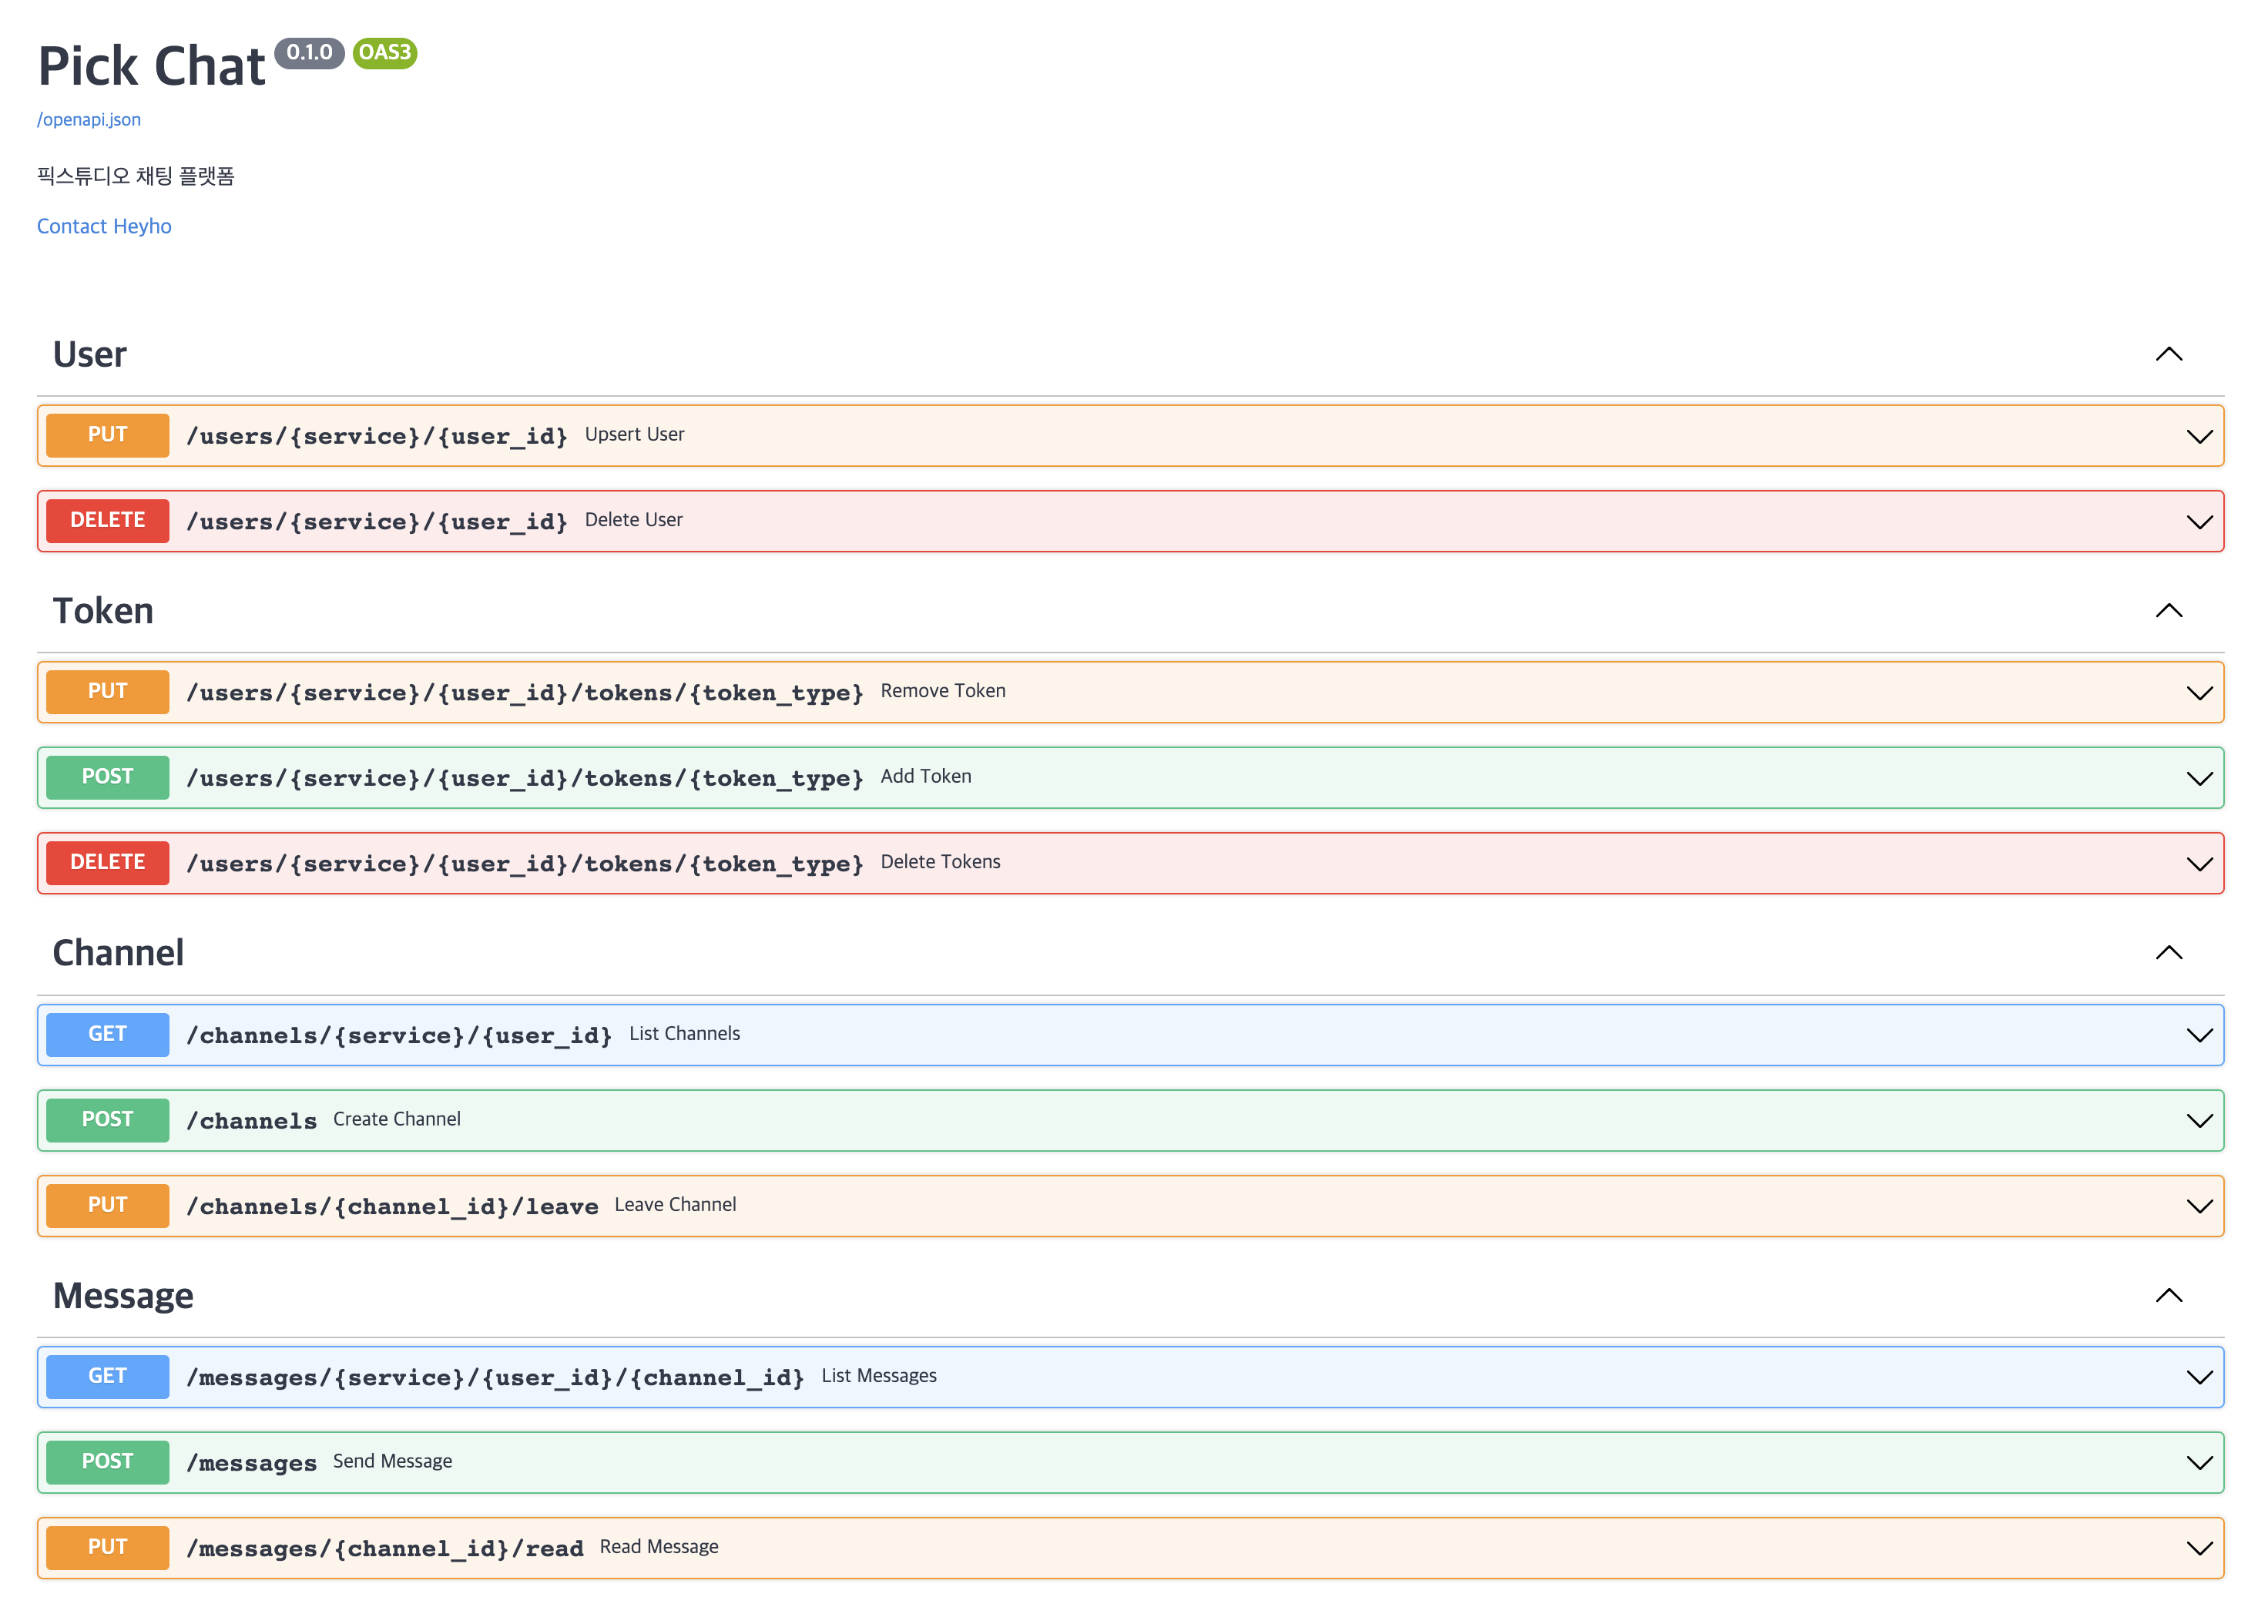 Pick Chat 0.1.0 OAS3
/openapi.json
픽스튜디오 채팅 플랫폼
Contact Heyho
User
PUT /users/{service}/{user_id} Upsert User
DELETE /users/{service}/{user_id} Delete User
Token
PUT /users/{service}/{user_id}/tokens/{token_type} Remove Token
POST /users/{service}/{user_id}/tokens/{token_type} Add Token
DELETE /users/{service}/{user_id}/tokens/{token_type} Delete Tokens
Channel
GET /channels/{service}/{user_id} List Channels
POST /channels Create Channel
PUT /channels/{channel_id}/leave Leave Channel
Message
GET /messages/{service}/{user_id}/{channel_id} List Messages
POST /messages Send Message
PUT /messages/{channel_id}/read Read Message